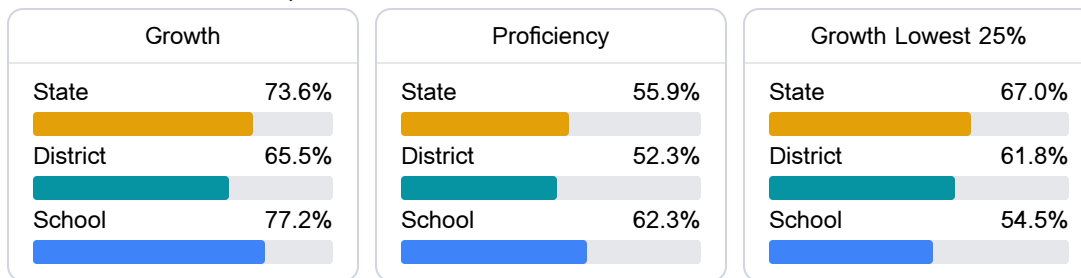 Growth
State 73.6%
District 65.5%
School 77.2%
Proficiency
State 55.9%
District 52.3%
School 62.3%
Growth Lowest 25%
State 67.0%
District 61.8%
School 54.5%